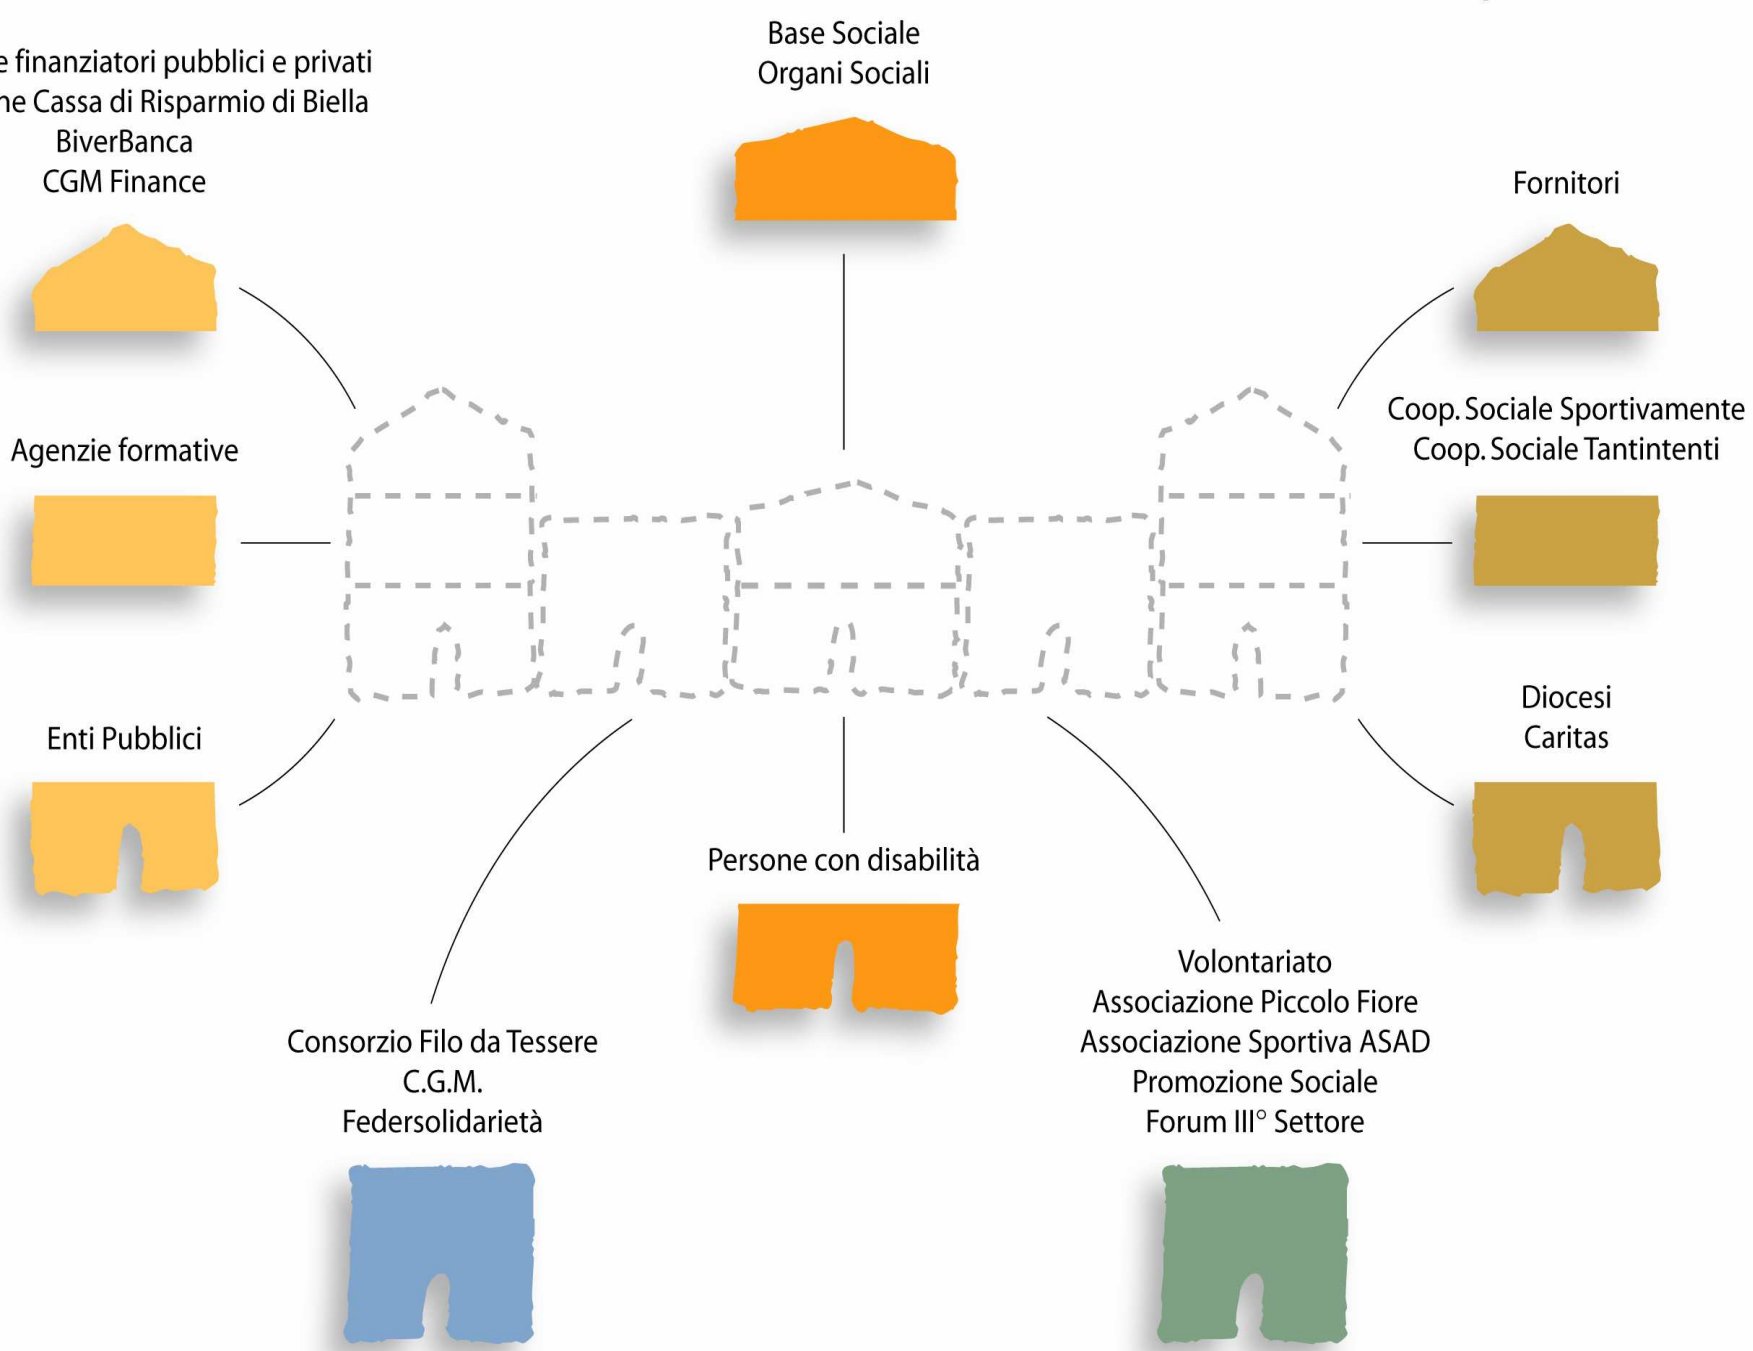 Base Sociale
Organi Sociali
e finanziatori pubblici e privati
ne Cassa di Risparmio di Biella
BiverBanca
CGM Finance
Fornitori
Agenzie formative
Coop. Sociale Sportivamente
Coop. Sociale Tantintenti
Enti Pubblici
Diocesi
Caritas
Persone con disabilità
Consorzio Filo da Tessere
C.G.M.
Federsolidarietà
Volontariato
Associazione Piccolo Fiore
Associazione Sportiva ASAD
Promozione Sociale
Forum III° Settore